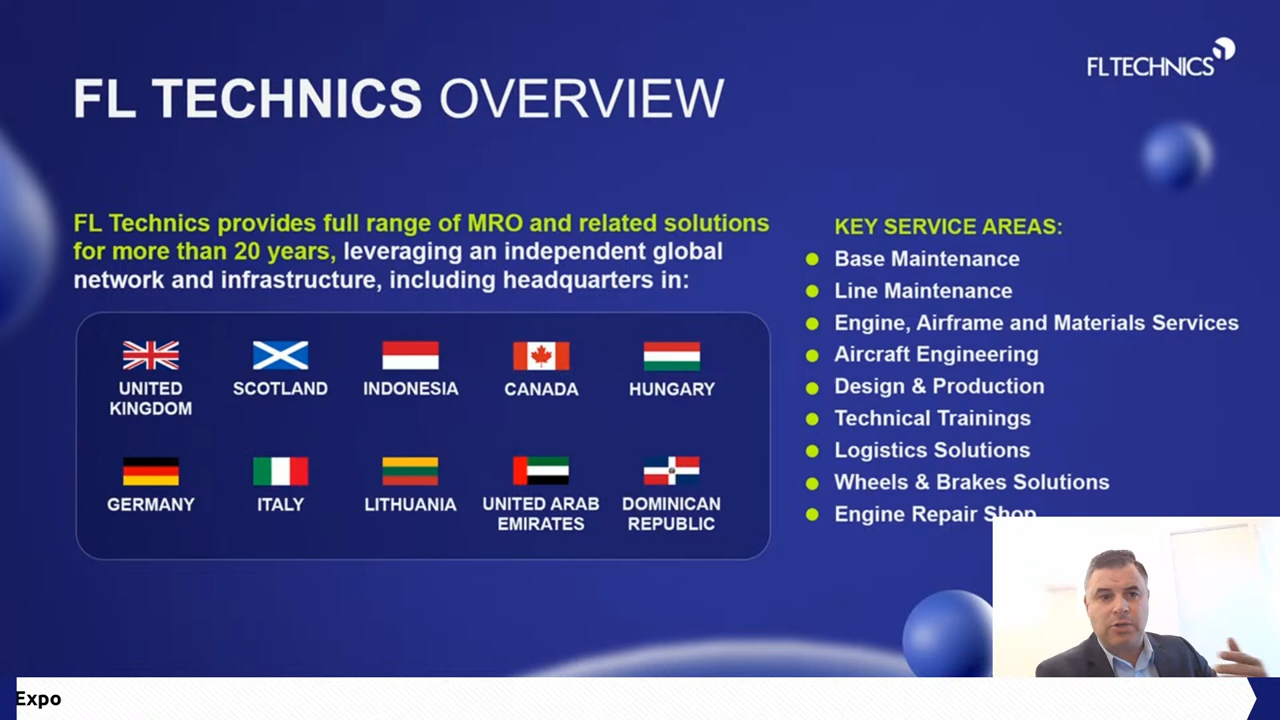 FL TECHNICS
FL TECHNICS OVERVIEW
FL Technics provides full range of MRO and related solutions
for more than 20 years, leveraging an independent global
network and infrastructure, including headquarters in:
UNITED
KINGDOM
SCOTLAND
INDONESIA
CANADA
HUNGARY
GERMANY
ITALY
LITHUANIA
UNITED ARAB
EMIRATES
DOMINICAN
REPUBLIC
KEY SERVICE AREAS:
Base Maintenance
Line Maintenance
Engine, Airframe and Materials Services
Aircraft Engineering
Design & Production
Technical Trainings
Logistics Solutions
Wheels & Brakes Solutions
Engine Repair Shop
Expo